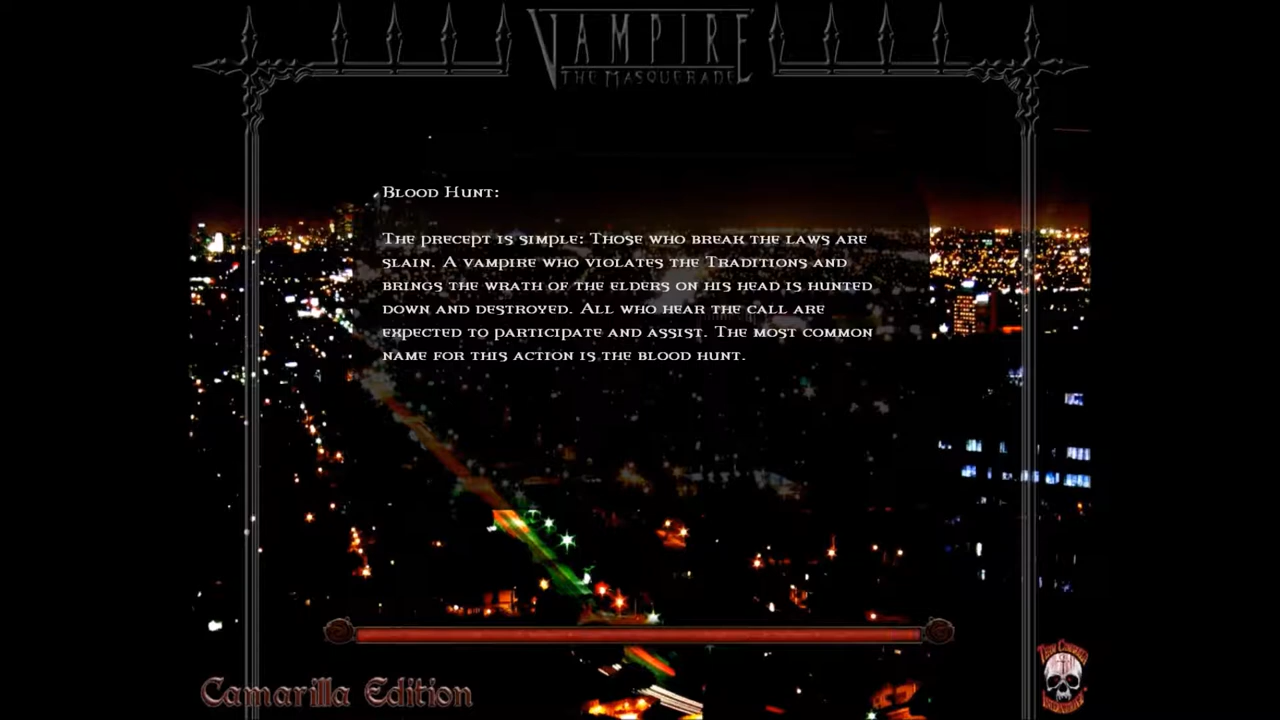 VAMPIRE
THE MASQUERADE
Blood Hunt:
The precept is simple: Those who break the laws are
slain. A vampire who violates the Traditions and
brings the wrath of the elders on his head is hunted
down and destroyed. All who hear the call are
expected to participate and assist. The most common
name for this action is the blood hunt.
Camarilla Edition